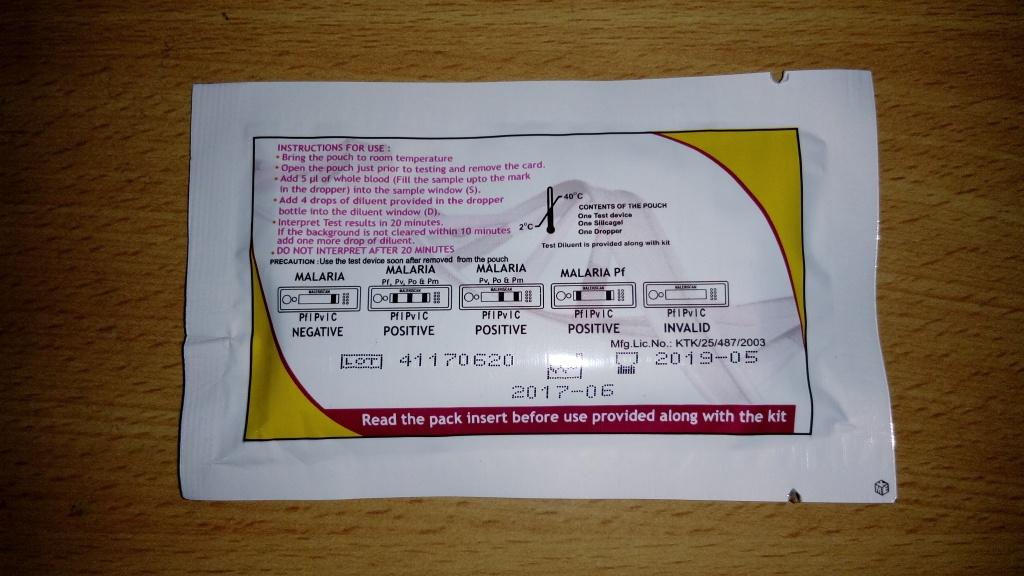 INSTRUCTIONS FOR USE :
• Bring the pouch to room temperature
• Open the pouch just prior to testing and remove the card.
• Add 5 µl of whole blood (Fill the sample upto the mark
in the dropper) into the sample window (S).
• Add 4 drops of diluent provided in the dropper
bottle into the diluent window (D).
• Interpret Test results in 20 minutes.
If the background is not cleared within 10 minutes
add one more drop of diluent.
• DO NOT INTERPRET AFTER 20 MINUTES
PRECAUTION : Use the test device soon after removed from the pouch
40°C
2°C
CONTENTS OF THE POUCH
One Test device
One Silicagel
One Dropper
Test Diluent is provided along with kit
MALARIA
MALERISCAN
Pf I Pv I C
NEGATIVE
MALARIA
Pf, Pv, Po & Pm
MALERISCAN
Pf I Pv I C
POSITIVE
MALARIA
Pv, Po & Pm
MALERISCAN
Pf I Pv I C
POSITIVE
MALARIA Pf
MALERISCAN
Pf I Pv I C
POSITIVE
MALERISCAN
Pf I Pv I C
INVALID
Mfg.Lic.No.: KTK/25/487/2003
LOT 41170620
2019-05
2017-06
Read the pack insert before use provided along with the kit